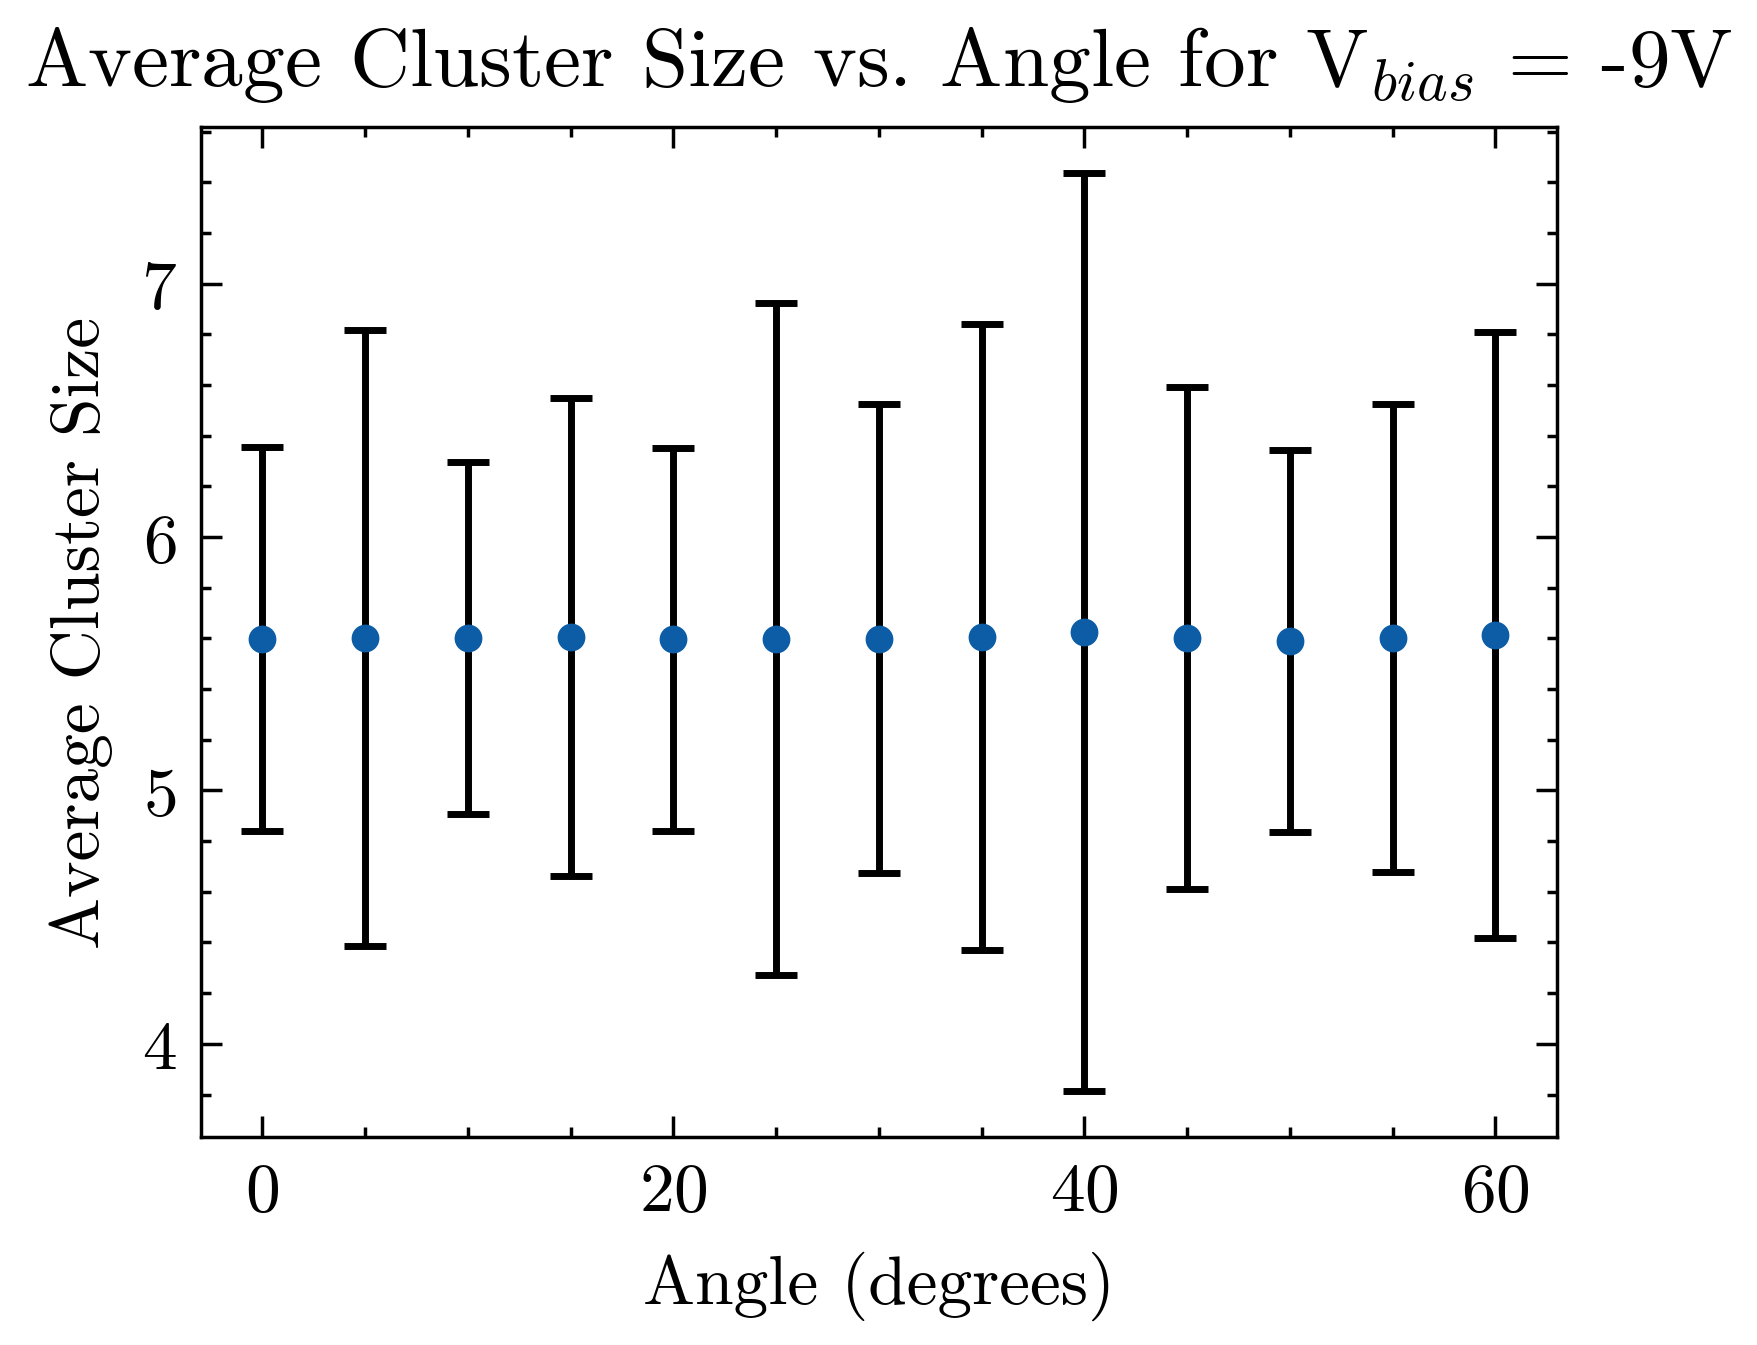 Average Cluster Size vs. Angle for V_bias = -9V
Average Cluster Size
7
6
5
4
0 20 40 60
Angle (degrees)